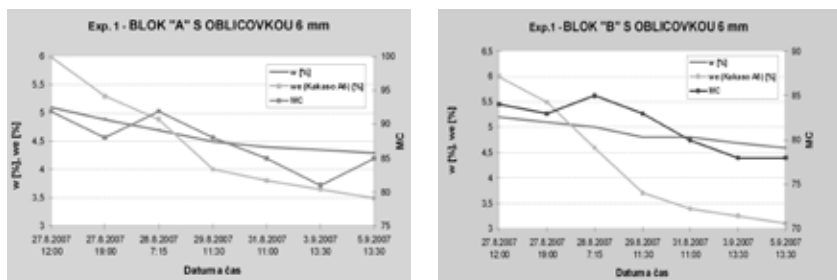 Exp. 1 - BLOK "A" S OBLICOVKOU 6 mm
w [%]
we (Kakaso A6) [%]
MC
6
5.5
5
4.5
4
3.5
3
100
95
90
85
80
75
w [%], we [%]
MC
27.8.2007 12:00
27.8.2007 19:00
28.8.2007 7:15
29.8.2007 11:30
31.8.2007 11:00
3.9.2007 13:30
5.9.2007 13:30
Datum a čas
Exp.1 - BLOK "B" S OBLICOVKOU 6 mm
w [%]
we (Kakaso A6) [%]
MC
6,5
6
5,5
5
4,5
4
3,5
3
90
85
80
75
70
w [%], we [%]
MC
27.8.2007 12:00
27.8.2007 19:00
28.8.2007 7:15
29.8.2007 11:30
31.8.2007 11:00
3.9.2007 13:30
5.9.2007 13:30
Datum a čas